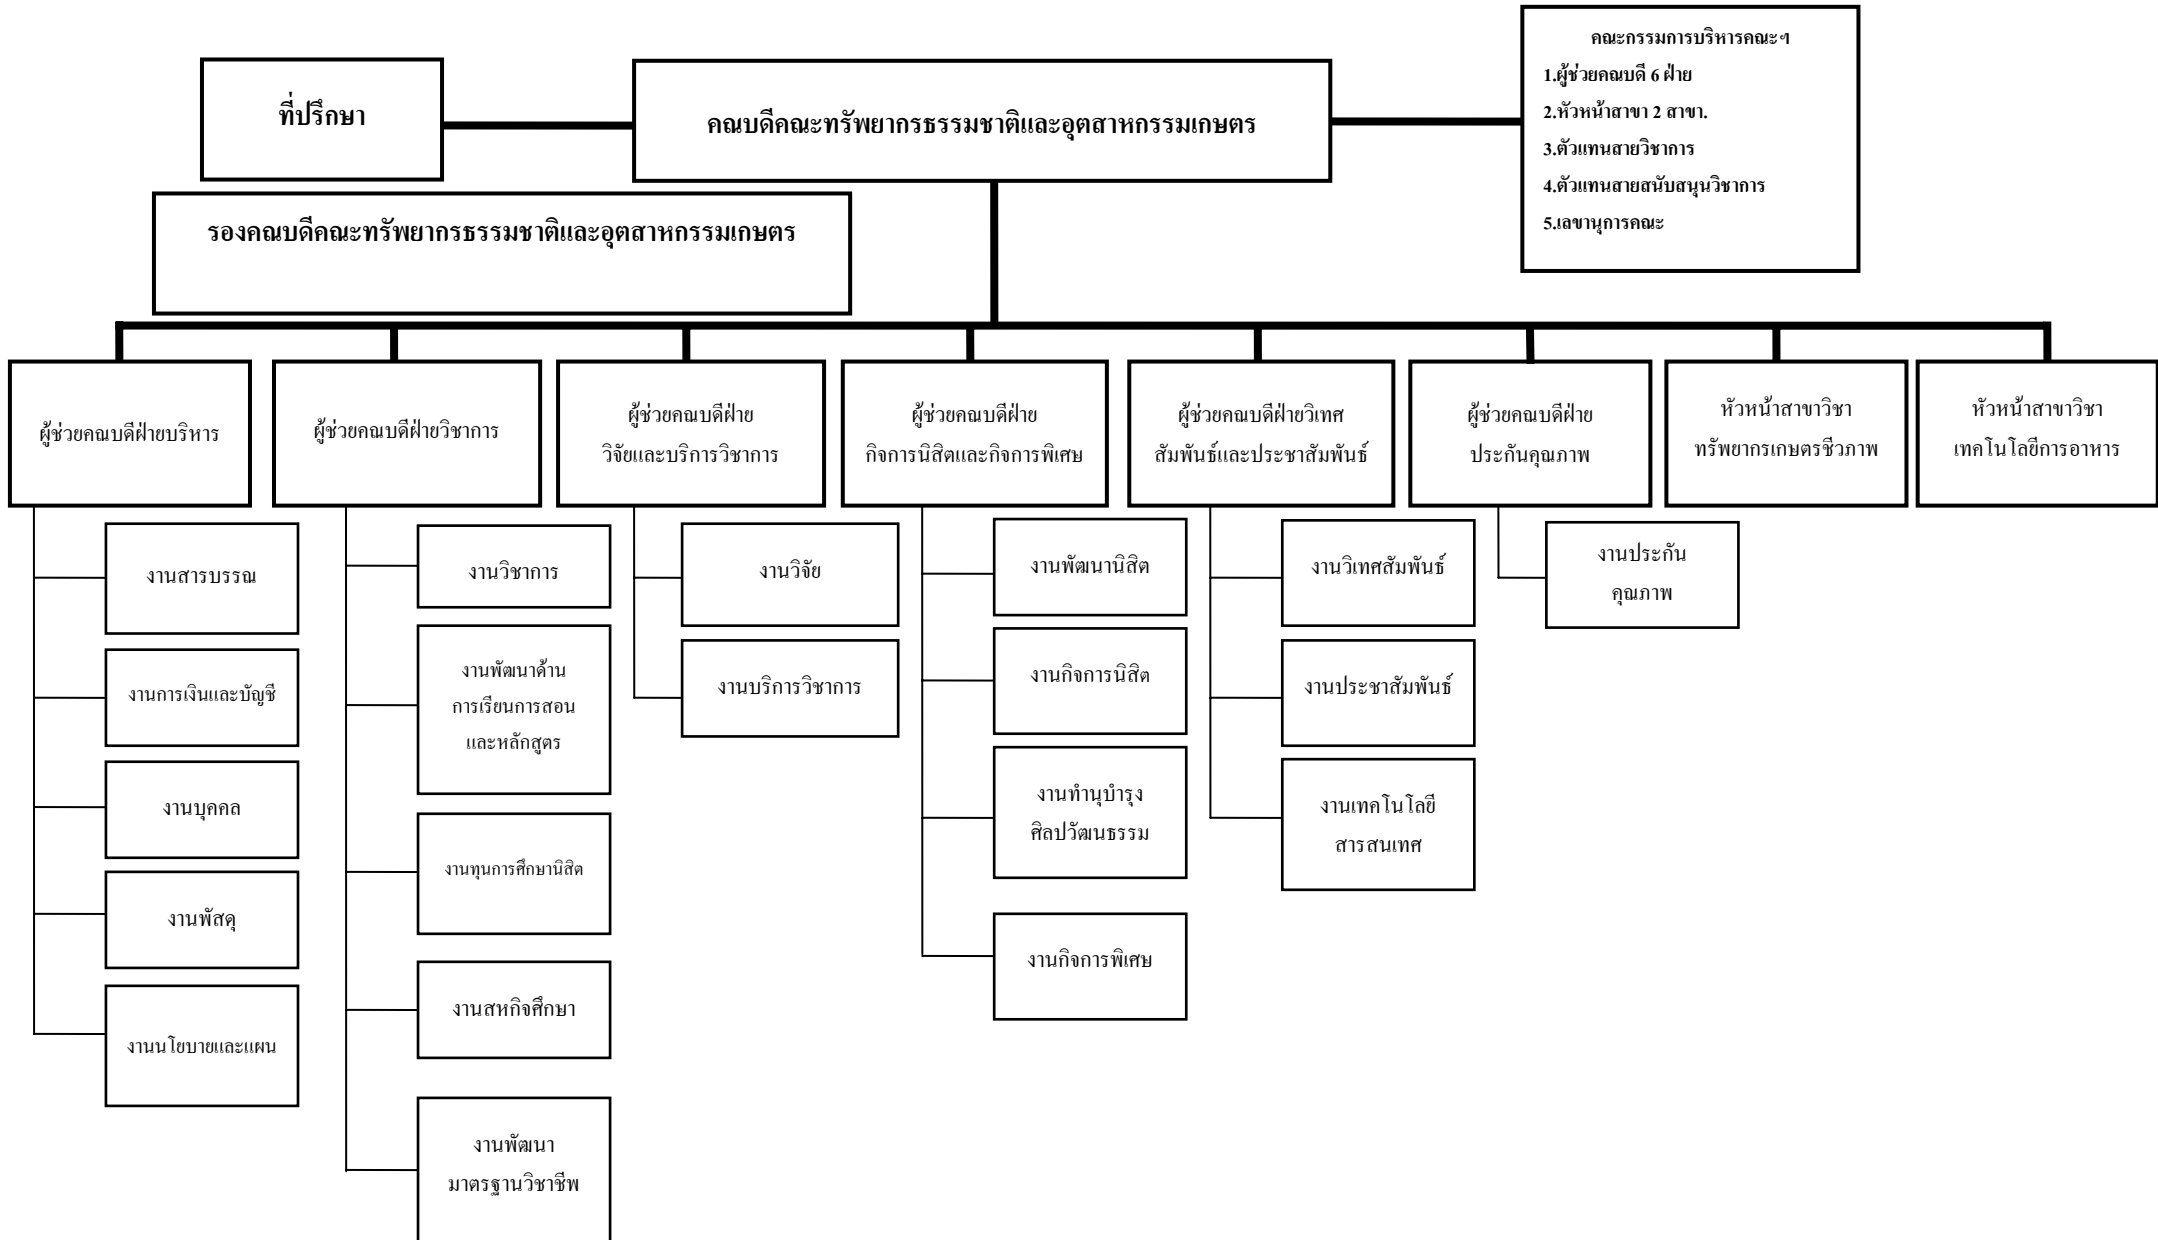 ที่ปรึกษา
คณบดีคณะทรัพยากรธรรมชาติและอุตสาหกรรมเกษตร
คณะกรรมการบริหารคณะฯ
1.ผู้ช่วยคณบดี 6 ฝ่าย
2.หัวหน้าสาขา 2 สาขา.
3.ตัวแทนสายวิชาการ
4.ตัวแทนสายสนับสนุนวิชาการ
5.เลขานุการคณะ
รองคณบดีคณะทรัพยากรธรรมชาติและอุตสาหกรรมเกษตร
ผู้ช่วยคณบดีฝ่ายบริหาร
ผู้ช่วยคณบดีฝ่ายวิชาการ
ผู้ช่วยคณบดีฝ่าย
วิจัยและบริการวิชาการ
ผู้ช่วยคณบดีฝ่าย
กิจการนิสิตและกิจการพิเศษ
ผู้ช่วยคณบดีฝ่ายวิเทศ
สัมพันธ์และประชาสัมพันธ์
ผู้ช่วยคณบดีฝ่าย
ประกันคุณภาพ
หัวหน้าสาขาวิชา
ทรัพยากรเกษตรชีวภาพ
หัวหน้าสาขาวิชา
เทคโนโลยีการอาหาร
งานสารบรรณ
งานการเงินและบัญชี
งานบุคคล
งานพัสดุ
งานนโยบายและแผน
งานวิชาการ
งานพัฒนาด้าน
การเรียนการสอน
และหลักสูตร
งานทุนการศึกษานิสิต
งานสหกิจศึกษา
งานพัฒนา
มาตรฐานวิชาชีพ
งานวิจัย
งานบริการวิชาการ
งานพัฒนานิสิต
งานกิจการนิสิต
งานทำนุบำรุง
ศิลปวัฒนธรรม
งานกิจการพิเศษ
งานวิเทศสัมพันธ์
งานประชาสัมพันธ์
งานเทคโนโลยี
สารสนเทศ
งานประกัน
คุณภาพ